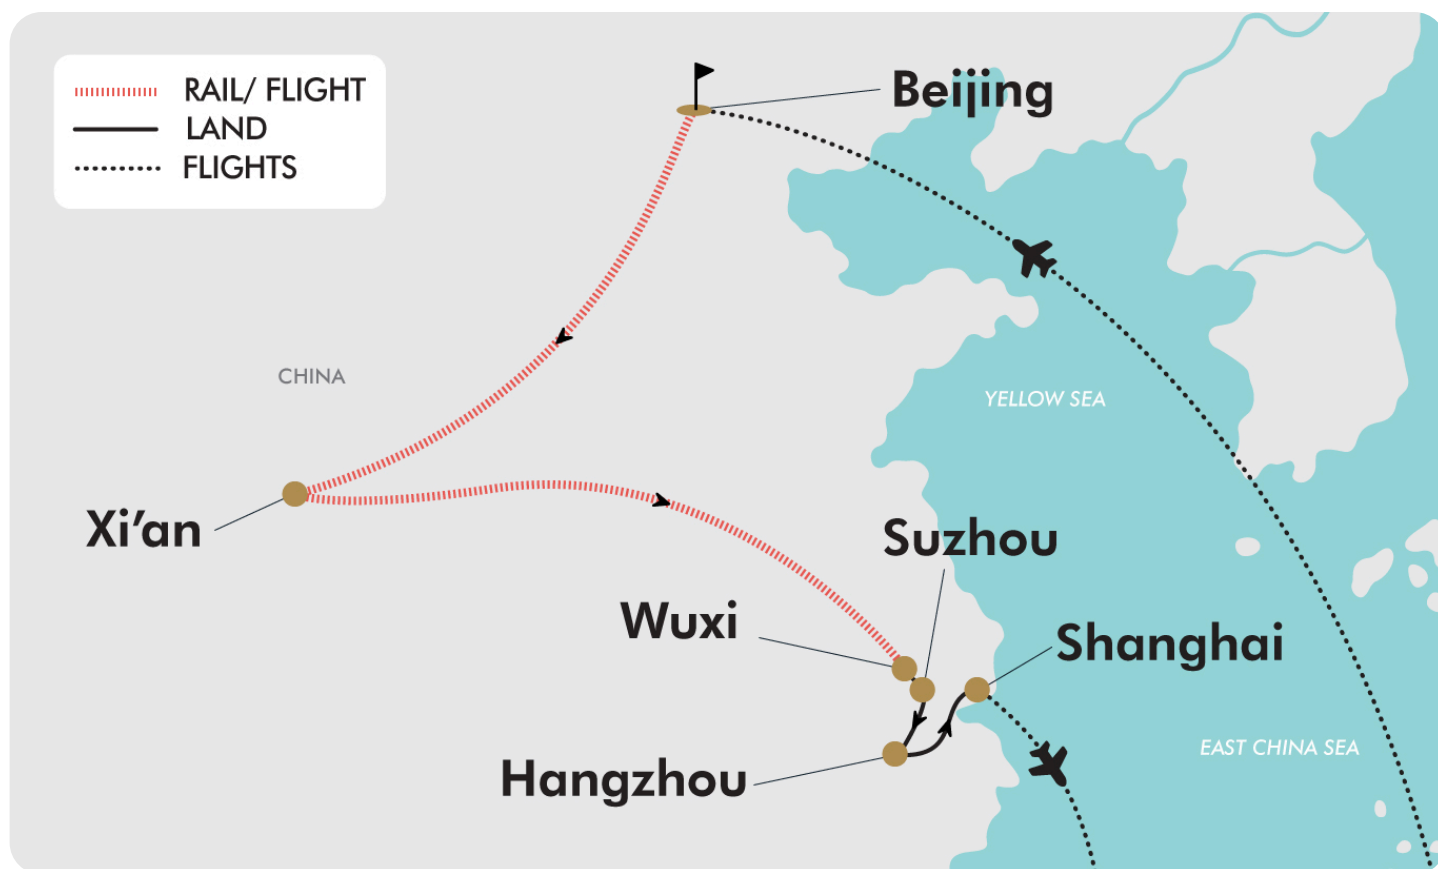 RAIL/ FLIGHT
LAND
FLIGHTS
Beijing
CHINA
YELLOW SEA
Xi’an
Suzhou
Wuxi
Shanghai
EAST CHINA SEA
Hangzhou